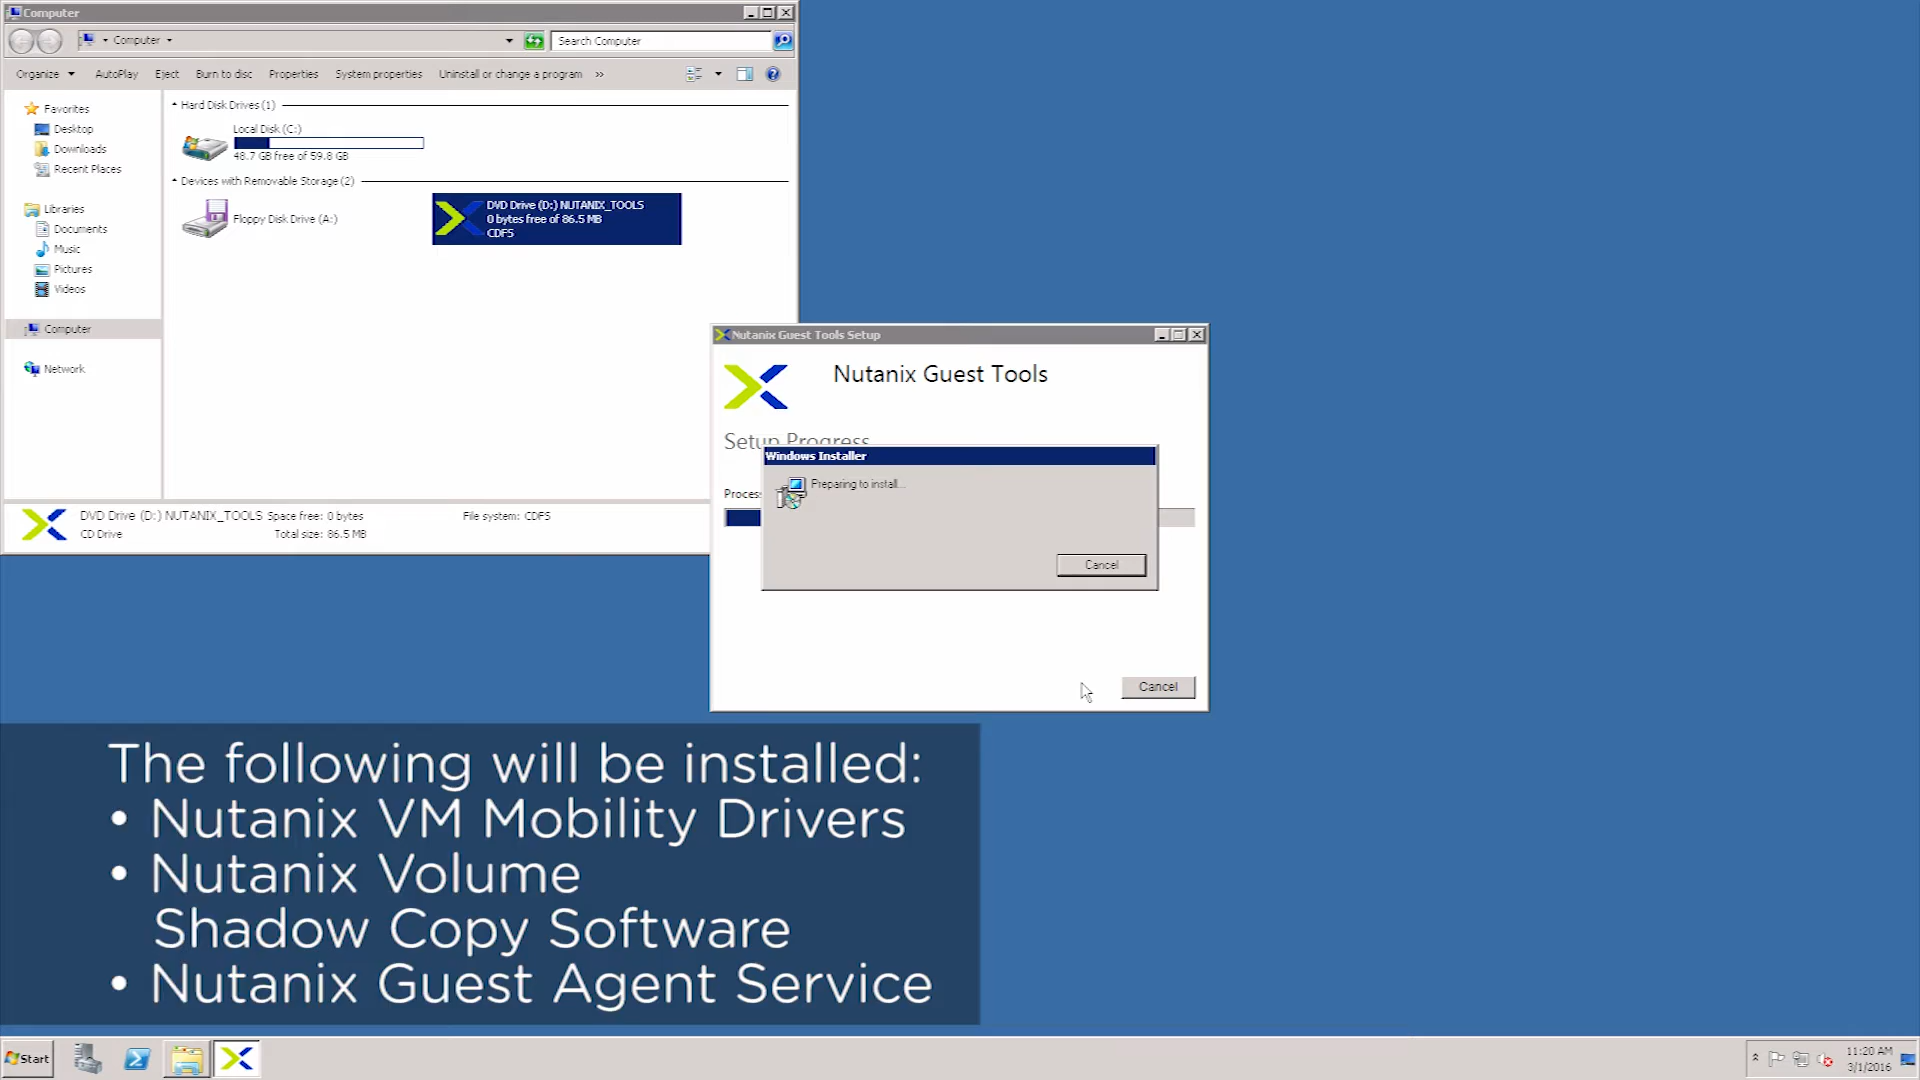 Computer
Computer
Search Computer
Organize AutoPlay Eject Burn to disc Properties System properties Uninstall or change a program »
Favorites
Desktop
Downloads
Recent Places
Libraries
Documents
Music
Pictures
Videos
Computer
Network
Hard Disk Drives (1)
Local Disk (C:)
48.7 GB free of 59.8 GB
Devices with Removable Storage (2)
Floppy Disk Drive (A:)
DVD Drive (D:) NUTANIX_TOOLS
0 bytes free of 86.5 MB
CDFS
DVD Drive (D:) NUTANIX_TOOLS Space free: 0 bytes File system: CDFS
CD Drive Total size: 86.5 MB
Nutanix Guest Tools Setup
Nutanix Guest Tools
Setup Progress
Windows Installer
Preparing to install...
Cancel
Cancel
The following will be installed:
• Nutanix VM Mobility Drivers
• Nutanix Volume
Shadow Copy Software
• Nutanix Guest Agent Service
Start
11:20 AM
3/1/2016